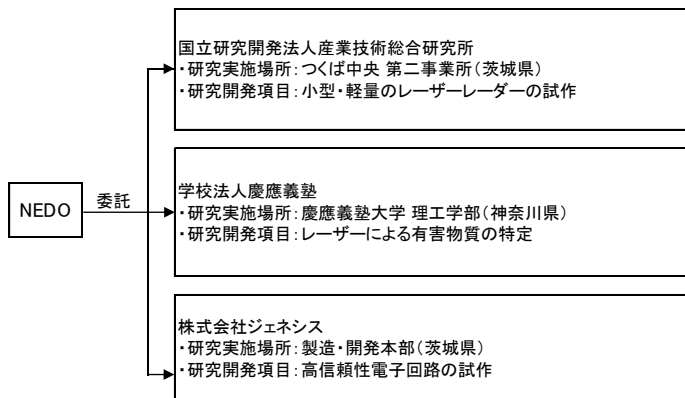 国立研究開発法人産業技術総合研究所
・研究実施場所：つくば中央 第二事業所（茨城県）
・研究開発項目：小型・軽量のレーザーレーダーの試作
NEDO
委託
学校法人慶應義塾
・研究実施場所：慶應義塾大学 理工学部（神奈川県）
・研究開発項目：レーザーによる有害物質の特定
株式会社ジェネシス
・研究実施場所：製造・開発本部（茨城県）
・研究開発項目：高信頼性電子回路の試作